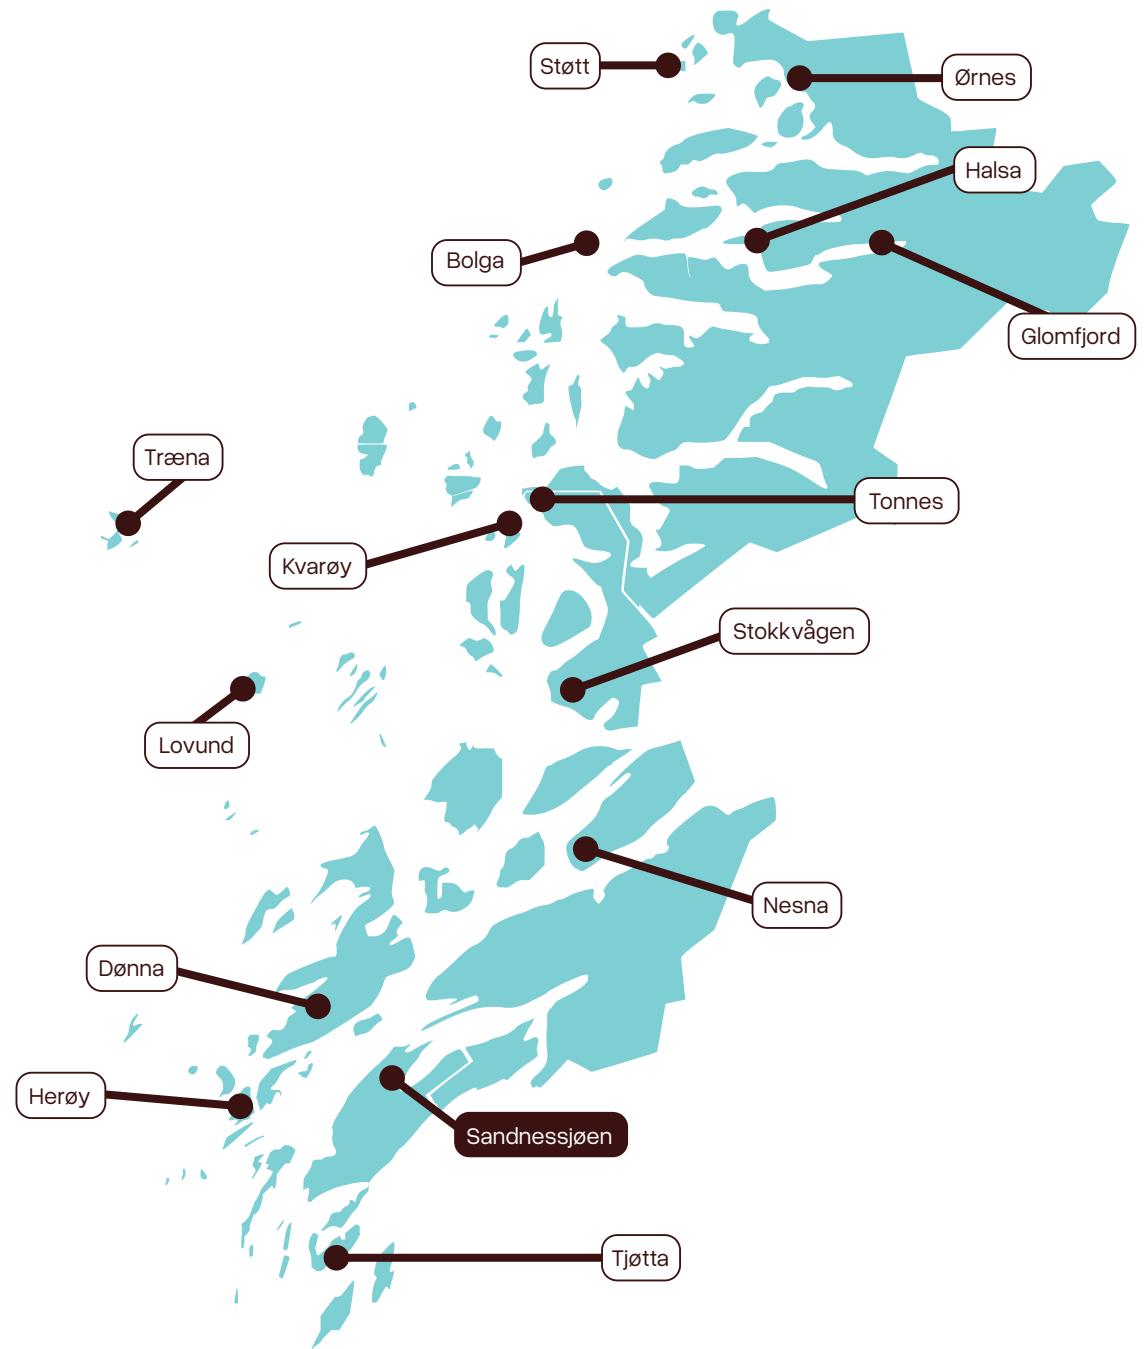 Støtt
Ørnes
Halsa
Bolga
Glomfjord
Træna
Tonnes
Kvarøy
Stokkvågen
Lovund
Nesna
Dønna
Herøy
Sandnessjøen
Tjøtta